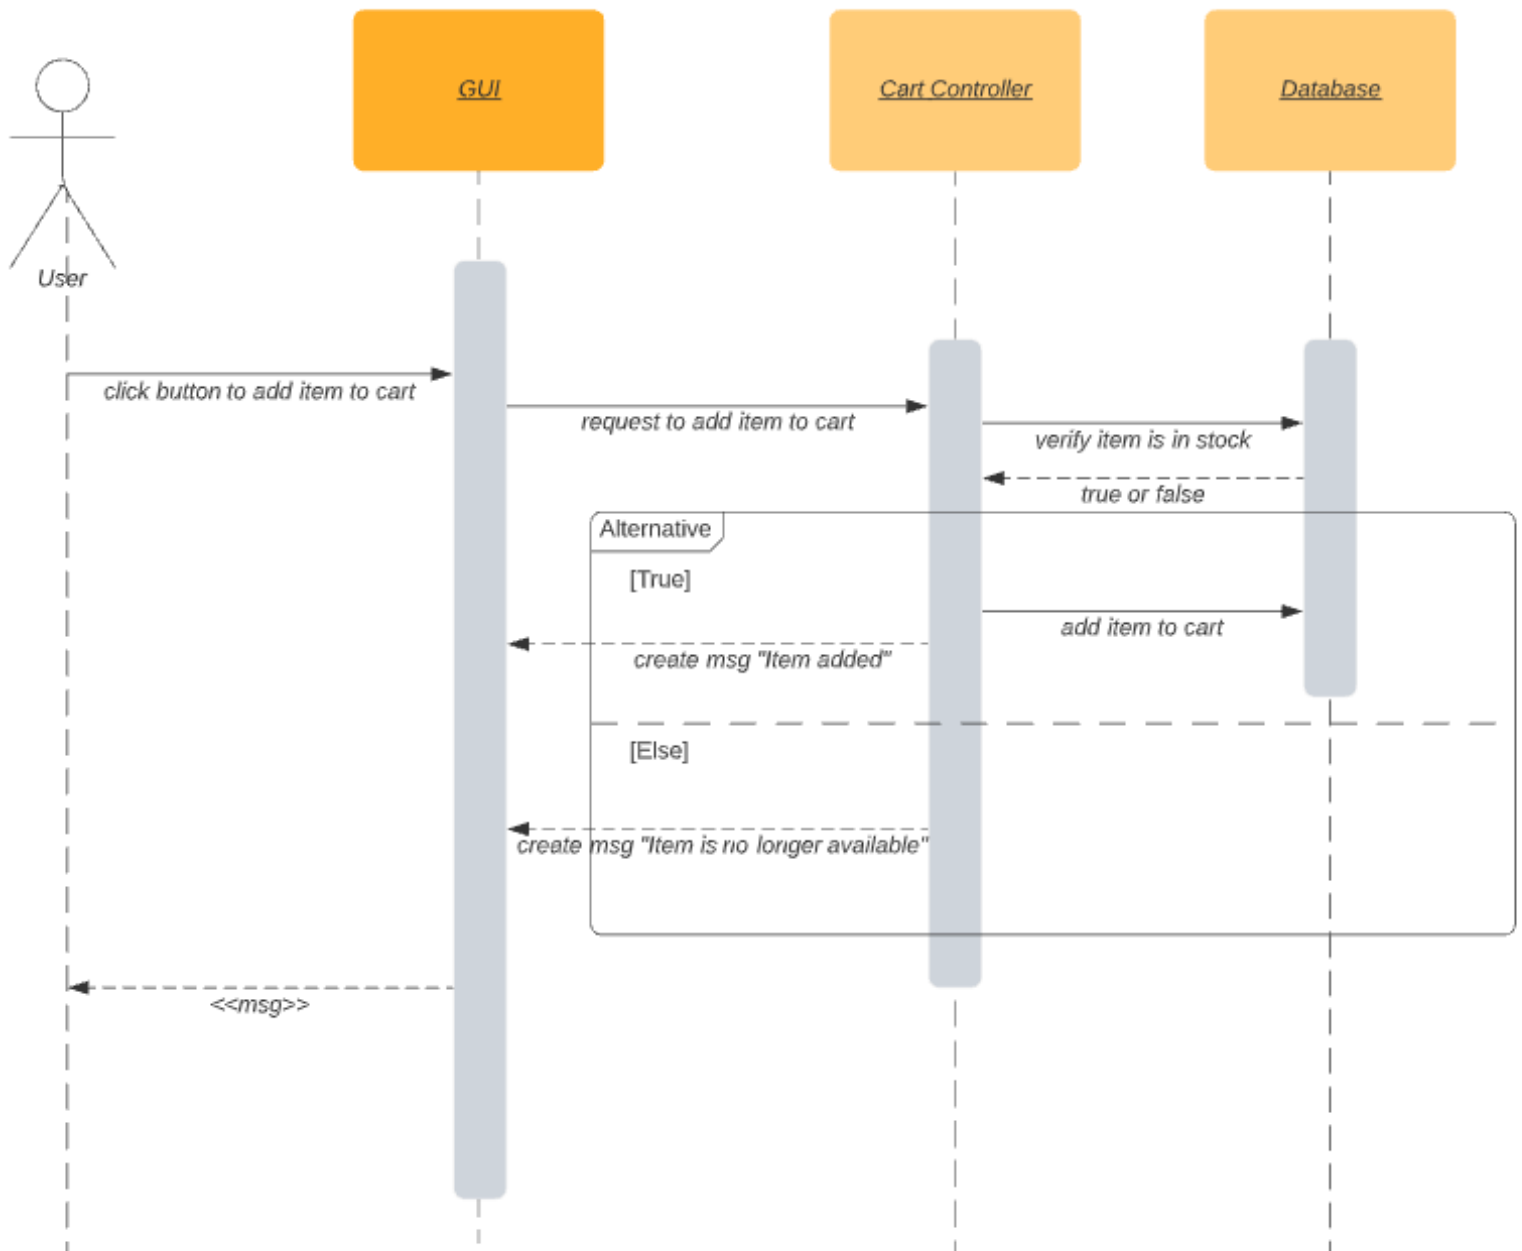 GUI
Cart Controller
Database
User
click button to add item to cart
request to add item to cart
verify item is in stock
true or false
Alternative
[True]
add item to cart
create msg "Item added"
[Else]
create msg "Item is no longer available"
<<msg>>